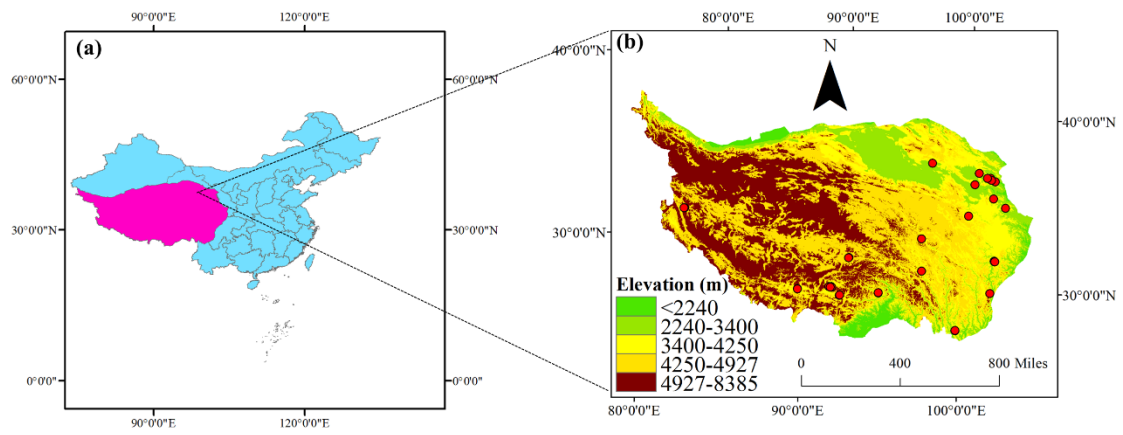 90°0'0"E
120°0'0"E
(a)
60°0'0"N
60°0'0"N
30°0'0"N
30°0'0"N
0°0'0"
0°0'0"
90°0'0"E
120°0'0"E
80°0'0"E
90°0'0"E
100°0'0"E
(b)
N
40°0'0"N
40°0'0"N
30°0'0"N
30°0'0"N
Elevation (m)
<2240
2240-3400
3400-4250
4250-4927
4927-8385
0 400 800 Miles
80°0'0"E
90°0'0"E
100°0'0"E